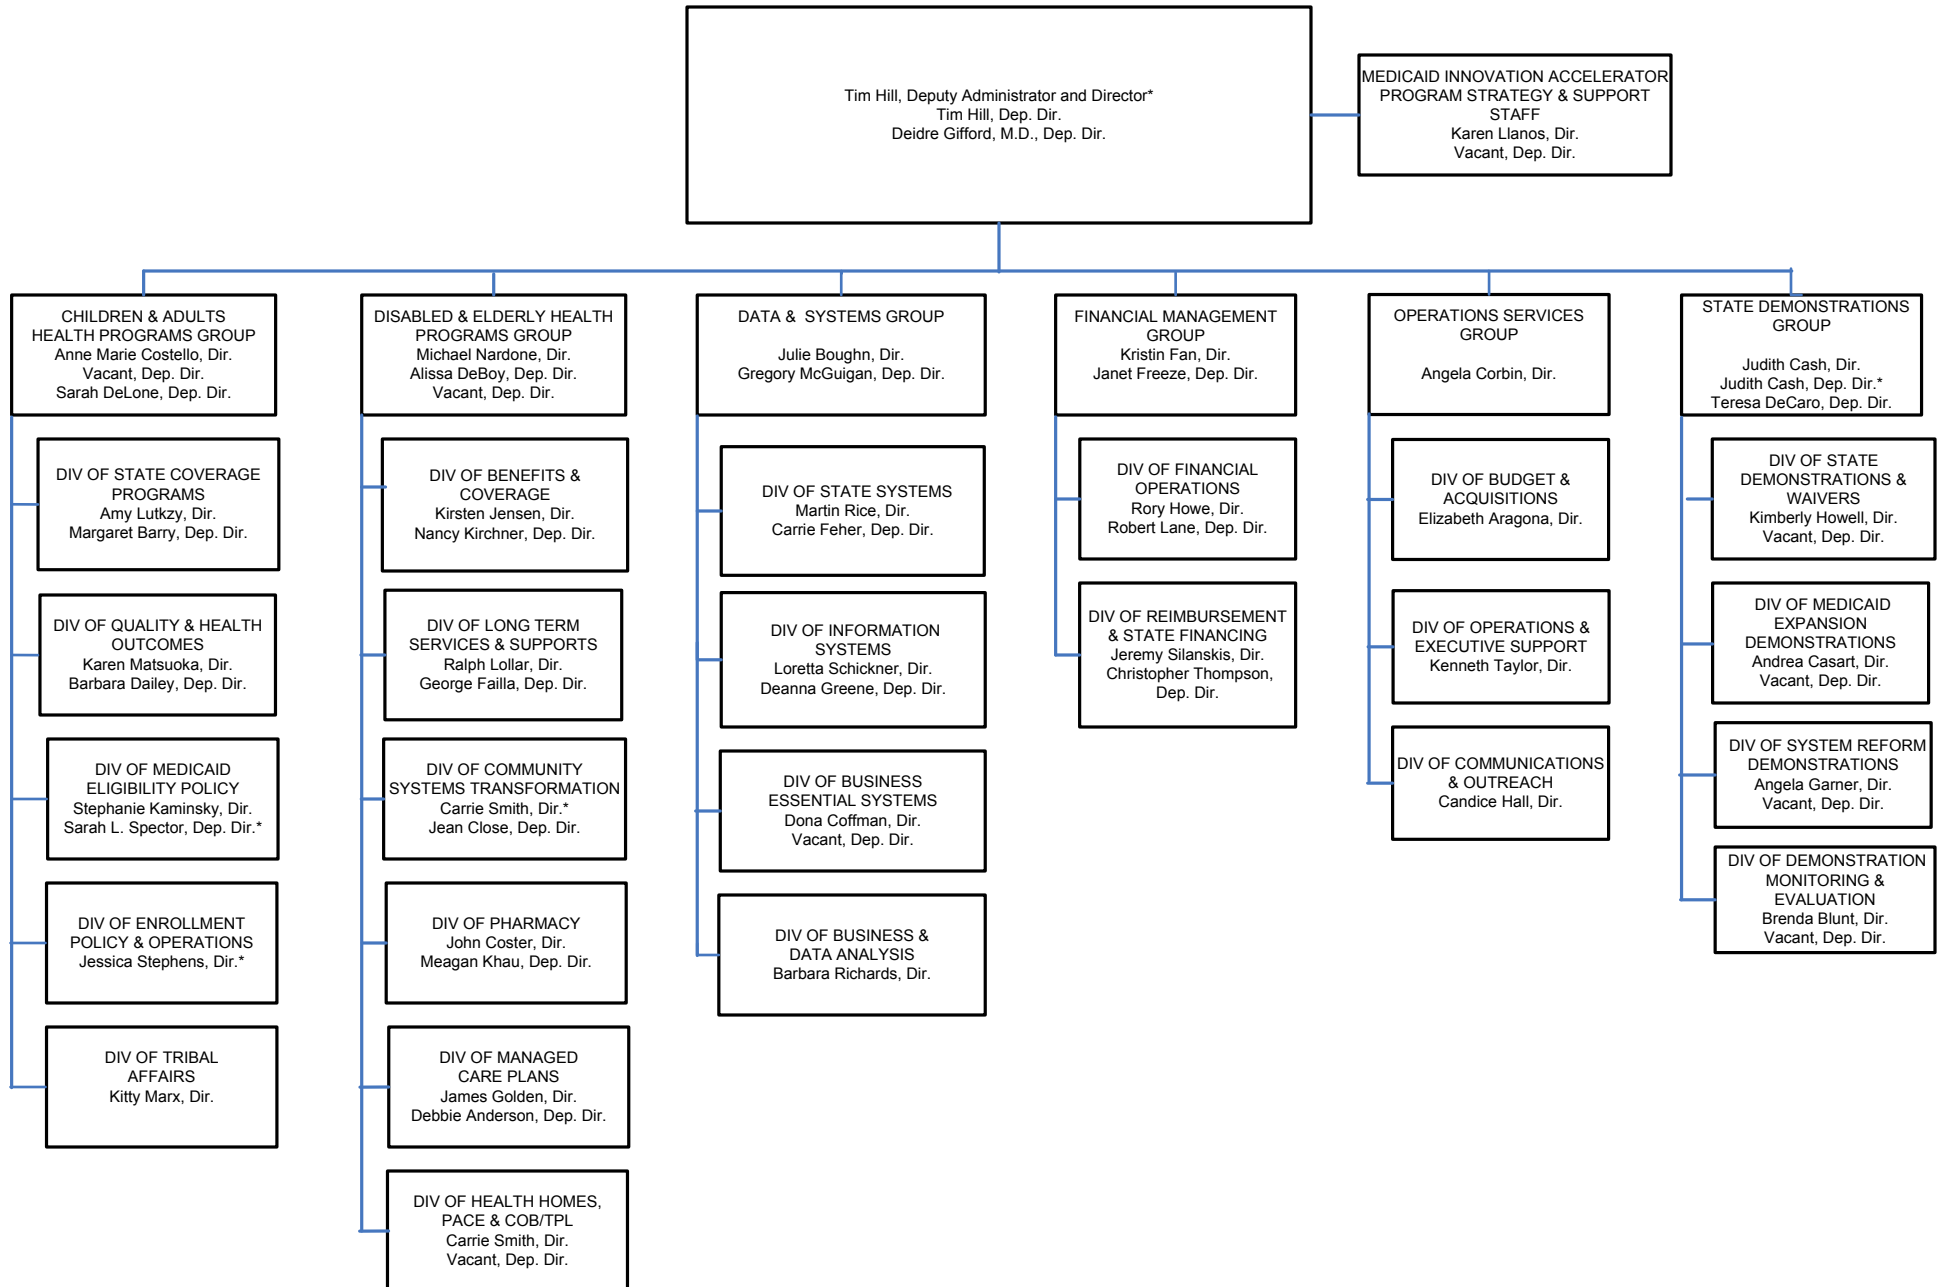 Tim Hill, Deputy Administrator and Director*
Tim Hill, Dep. Dir.
Deidre Gifford, M.D., Dep. Dir.
MEDICAID INNOVATION ACCELERATOR
PROGRAM STRATEGY & SUPPORT
STAFF
Karen Llanos, Dir.
Vacant, Dep. Dir.
CHILDREN & ADULTS
HEALTH PROGRAMS GROUP
Anne Marie Costello, Dir.
Vacant, Dep. Dir.
Sarah DeLone, Dep. Dir.
DIV OF STATE COVERAGE
PROGRAMS
Amy Lutkzy, Dir.
Margaret Barry, Dep. Dir.
DIV OF QUALITY & HEALTH
OUTCOMES
Karen Matsuoka, Dir.
Barbara Dailey, Dep. Dir.
DIV OF MEDICAID
ELIGIBILITY POLICY
Stephanie Kaminsky, Dir.
Sarah L. Spector, Dep. Dir.*
DIV OF ENROLLMENT
POLICY & OPERATIONS
Jessica Stephens, Dir.*
DIV OF TRIBAL
AFFAIRS
Kitty Marx, Dir.
DISABLED & ELDERLY HEALTH
PROGRAMS GROUP
Michael Nardone, Dir.
Alissa DeBoy, Dep. Dir.
Vacant, Dep. Dir.
DIV OF BENEFITS &
COVERAGE
Kirsten Jensen, Dir.
Nancy Kirchner, Dep. Dir.
DIV OF LONG TERM
SERVICES & SUPPORTS
Ralph Lollar, Dir.
George Failla, Dep. Dir.
DIV OF COMMUNITY
SYSTEMS TRANSFORMATION
Carrie Smith, Dir.*
Jean Close, Dep. Dir.
DIV OF PHARMACY
John Coster, Dir.
Meagan Khau, Dep. Dir.
DIV OF MANAGED
CARE PLANS
James Golden, Dir.
Debbie Anderson, Dep. Dir.
DIV OF HEALTH HOMES,
PACE & COB/TPL
Carrie Smith, Dir.
Vacant, Dep. Dir.
DATA & SYSTEMS GROUP
Julie Boughn, Dir.
Gregory McGuigan, Dep. Dir.
DIV OF STATE SYSTEMS
Martin Rice, Dir.
Carrie Feher, Dep. Dir.
DIV OF INFORMATION
SYSTEMS
Loretta Schickner, Dir.
Deanna Greene, Dep. Dir.
DIV OF BUSINESS
ESSENTIAL SYSTEMS
Dona Coffman, Dir.
Vacant, Dep. Dir.
DIV OF BUSINESS &
DATA ANALYSIS
Barbara Richards, Dir.
FINANCIAL MANAGEMENT
GROUP
Kristin Fan, Dir.
Janet Freeze, Dep. Dir.
DIV OF FINANCIAL
OPERATIONS
Rory Howe, Dir.
Robert Lane, Dep. Dir.
DIV OF REIMBURSEMENT
& STATE FINANCING
Jeremy Silanskis, Dir.
Christopher Thompson,
Dep. Dir.
OPERATIONS SERVICES
GROUP
Angela Corbin, Dir.
DIV OF BUDGET &
ACQUISITIONS
Elizabeth Aragona, Dir.
DIV OF OPERATIONS &
EXECUTIVE SUPPORT
Kenneth Taylor, Dir.
DIV OF COMMUNICATIONS
& OUTREACH
Candice Hall, Dir.
STATE DEMONSTRATIONS
GROUP
Judith Cash, Dir.
Judith Cash, Dep. Dir.*
Teresa DeCaro, Dep. Dir.
DIV OF STATE
DEMONSTRATIONS &
WAIVERS
Kimberly Howell, Dir.
Vacant, Dep. Dir.
DIV OF MEDICAID
EXPANSION
DEMONSTRATIONS
Andrea Casart, Dir.
Vacant, Dep. Dir.
DIV OF SYSTEM REFORM
DEMONSTRATIONS
Angela Garner, Dir.
Vacant, Dep. Dir.
DIV OF DEMONSTRATION
MONITORING &
EVALUATION
Brenda Blunt, Dir.
Vacant, Dep. Dir.